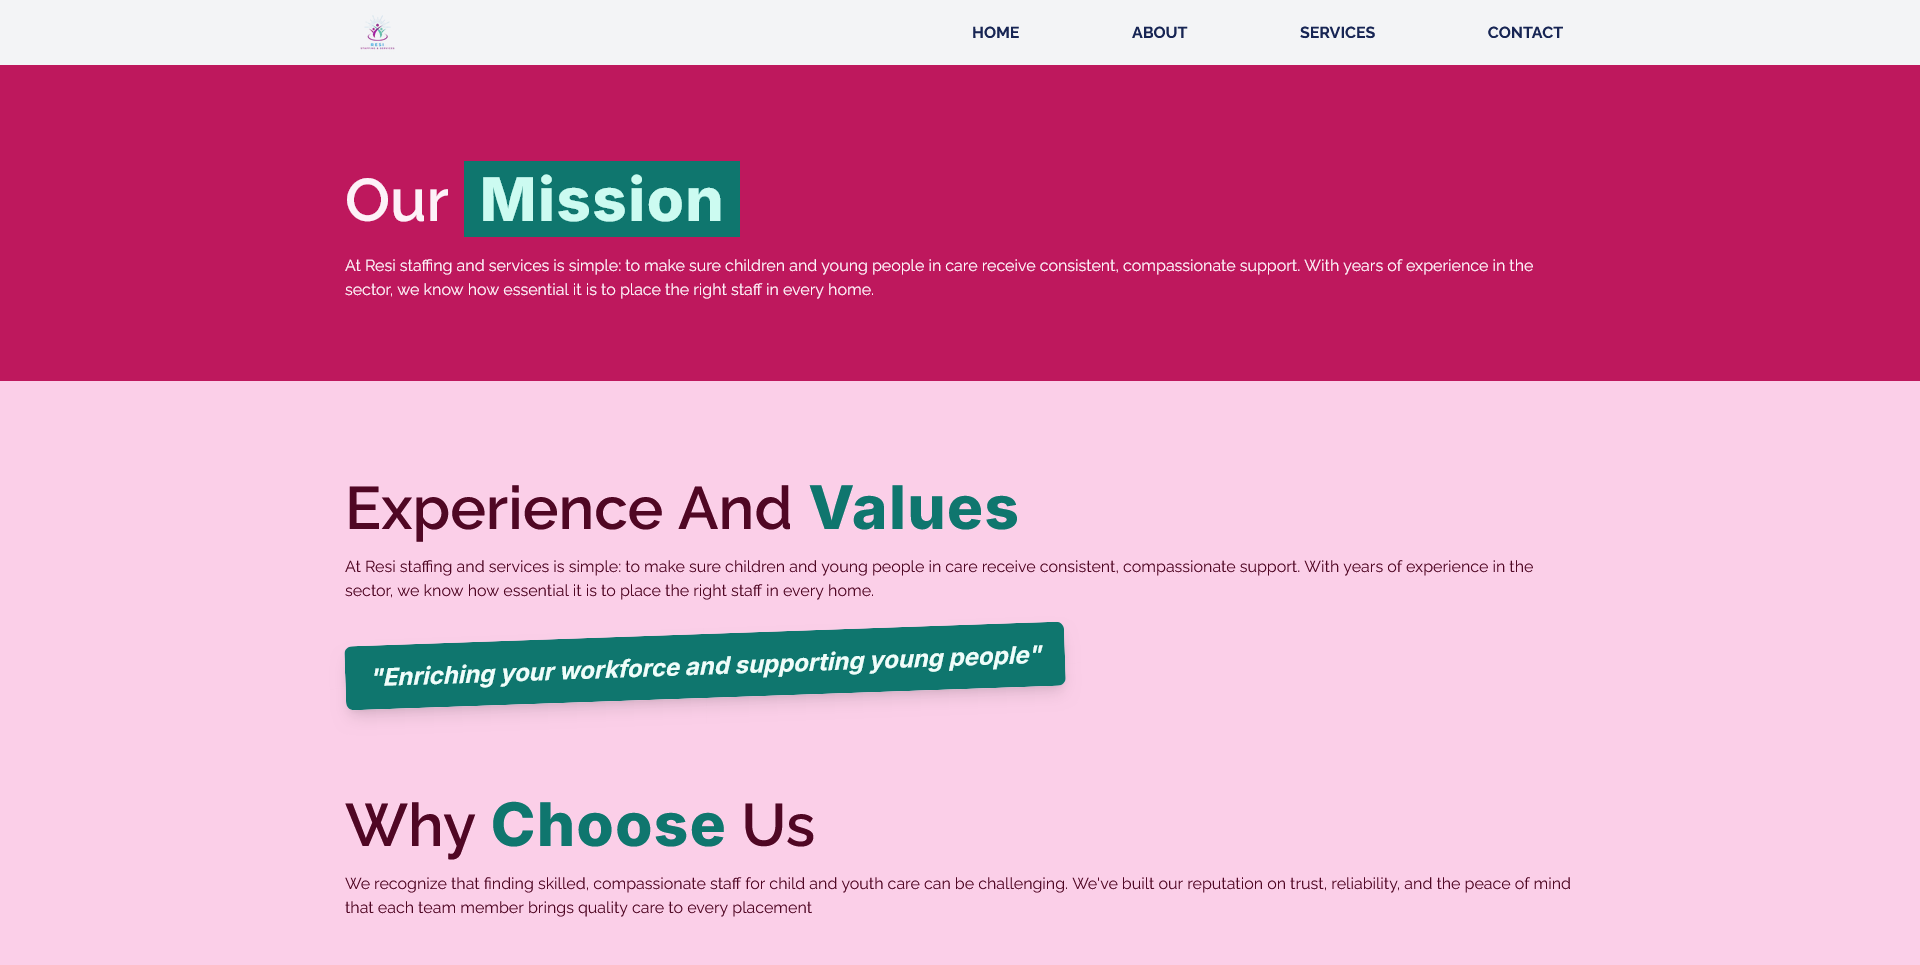 RESI
STAFFING & SERVICES
HOME ABOUT SERVICES CONTACT
Our Mission
At Resi staffing and services is simple: to make sure children and young people in care receive consistent, compassionate support. With years of experience in the
sector, we know how essential it is to place the right staff in every home.
Experience And Values
At Resi staffing and services is simple: to make sure children and young people in care receive consistent, compassionate support. With years of experience in the
sector, we know how essential it is to place the right staff in every home.
"Enriching your workforce and supporting young people"
Why Choose Us
We recognize that finding skilled, compassionate staff for child and youth care can be challenging. We've built our reputation on trust, reliability, and the peace of mind
that each team member brings quality care to every placement